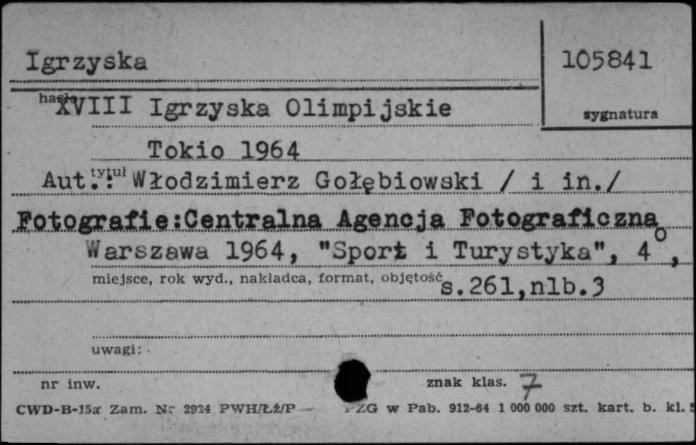 Igrzyska
105841
hasło
XVIII Igrzyska Olimpijskie
sygnatura
Tokio 1964
tytuł
Aut.: Włodzimierz Gołębiowski / i in./
Fotografie:Centralna Agencja Fotograficzna
Warszawa 1964, "Sport i Turystyka", 4°,
miejsce, rok wyd., nakładca, format, objętość s.261,nlb.3
uwagi:
nr inw. znak klas. 7
CWD-B-15a Zam. Nr 2924 PWH/Łż/P — PZG w Pab. 912-64 1 000 000 szt. kart. b. kl. 5